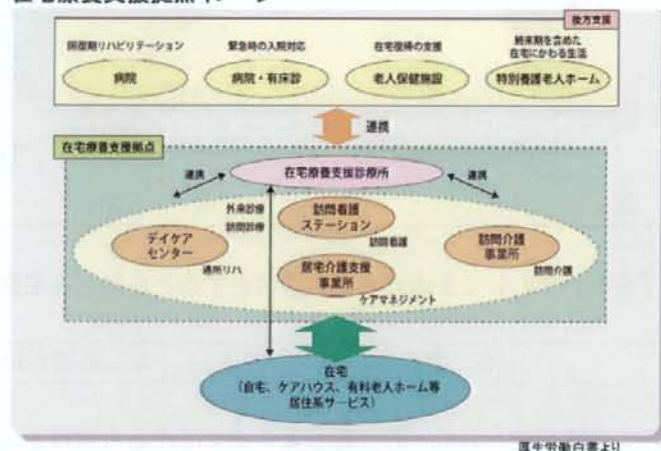 後方支援
回復期リハビリテーション
緊急時の入院対応
在宅復帰の支援
終末期を含めた
在宅にかわる生活
病院
病院・有床診
老人保健施設
特別養護老人ホーム
連携
在宅療養支援拠点
在宅療養支援診療所
連携
連携
外来診療
訪問診療
訪問看護
ステーション
訪問看護
デイケア
センター
通所リハ
訪問介護
事業所
訪問介護
居宅介護支援
事業所
ケアマネジメント
在宅
(自宅、ケアハウス、有料老人ホーム等
居住系サービス)
厚生労働白書より